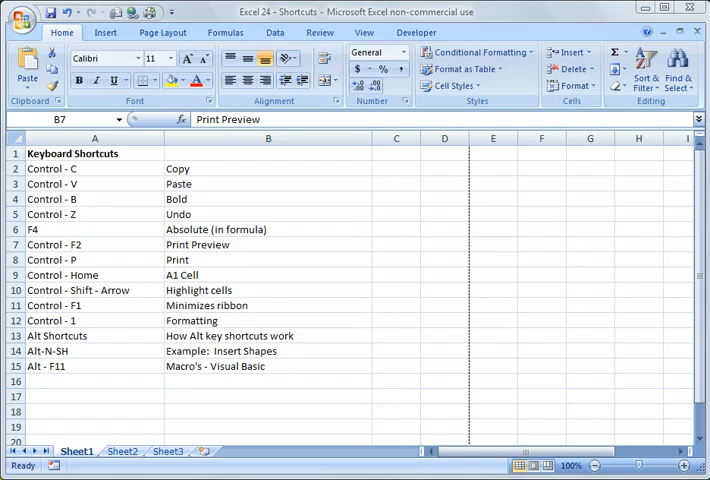 Excel 24 - Shortcuts - Microsoft Excel non-commercial use
Home Insert Page Layout Formulas Data Review View Developer
Paste
Clipboard
Calibri 11
B I U
Font
Alignment
General
$ % ,
Number
Conditional Formatting
Format as Table
Cell Styles
Styles
Insert
Delete
Format
Cells
Σ
Sort &
Filter
Find &
Select
Editing
B7 fx Print Preview
A B C D E F G H I
1 Keyboard Shortcuts
2 Control - C Copy
3 Control - V Paste
4 Control - B Bold
5 Control - Z Undo
6 F4 Absolute (in formula)
7 Control - F2 Print Preview
8 Control - P Print
9 Control - Home A1 Cell
10 Control - Shift - Arrow Highlight cells
11 Control - F1 Minimizes ribbon
12 Control - 1 Formatting
13 Alt Shortcuts How Alt key shortcuts work
14 Alt-N-SH Example: Insert Shapes
15 Alt - F11 Macro's - Visual Basic
16
17
18
19
20
Sheet1 Sheet2 Sheet3
Ready 100%